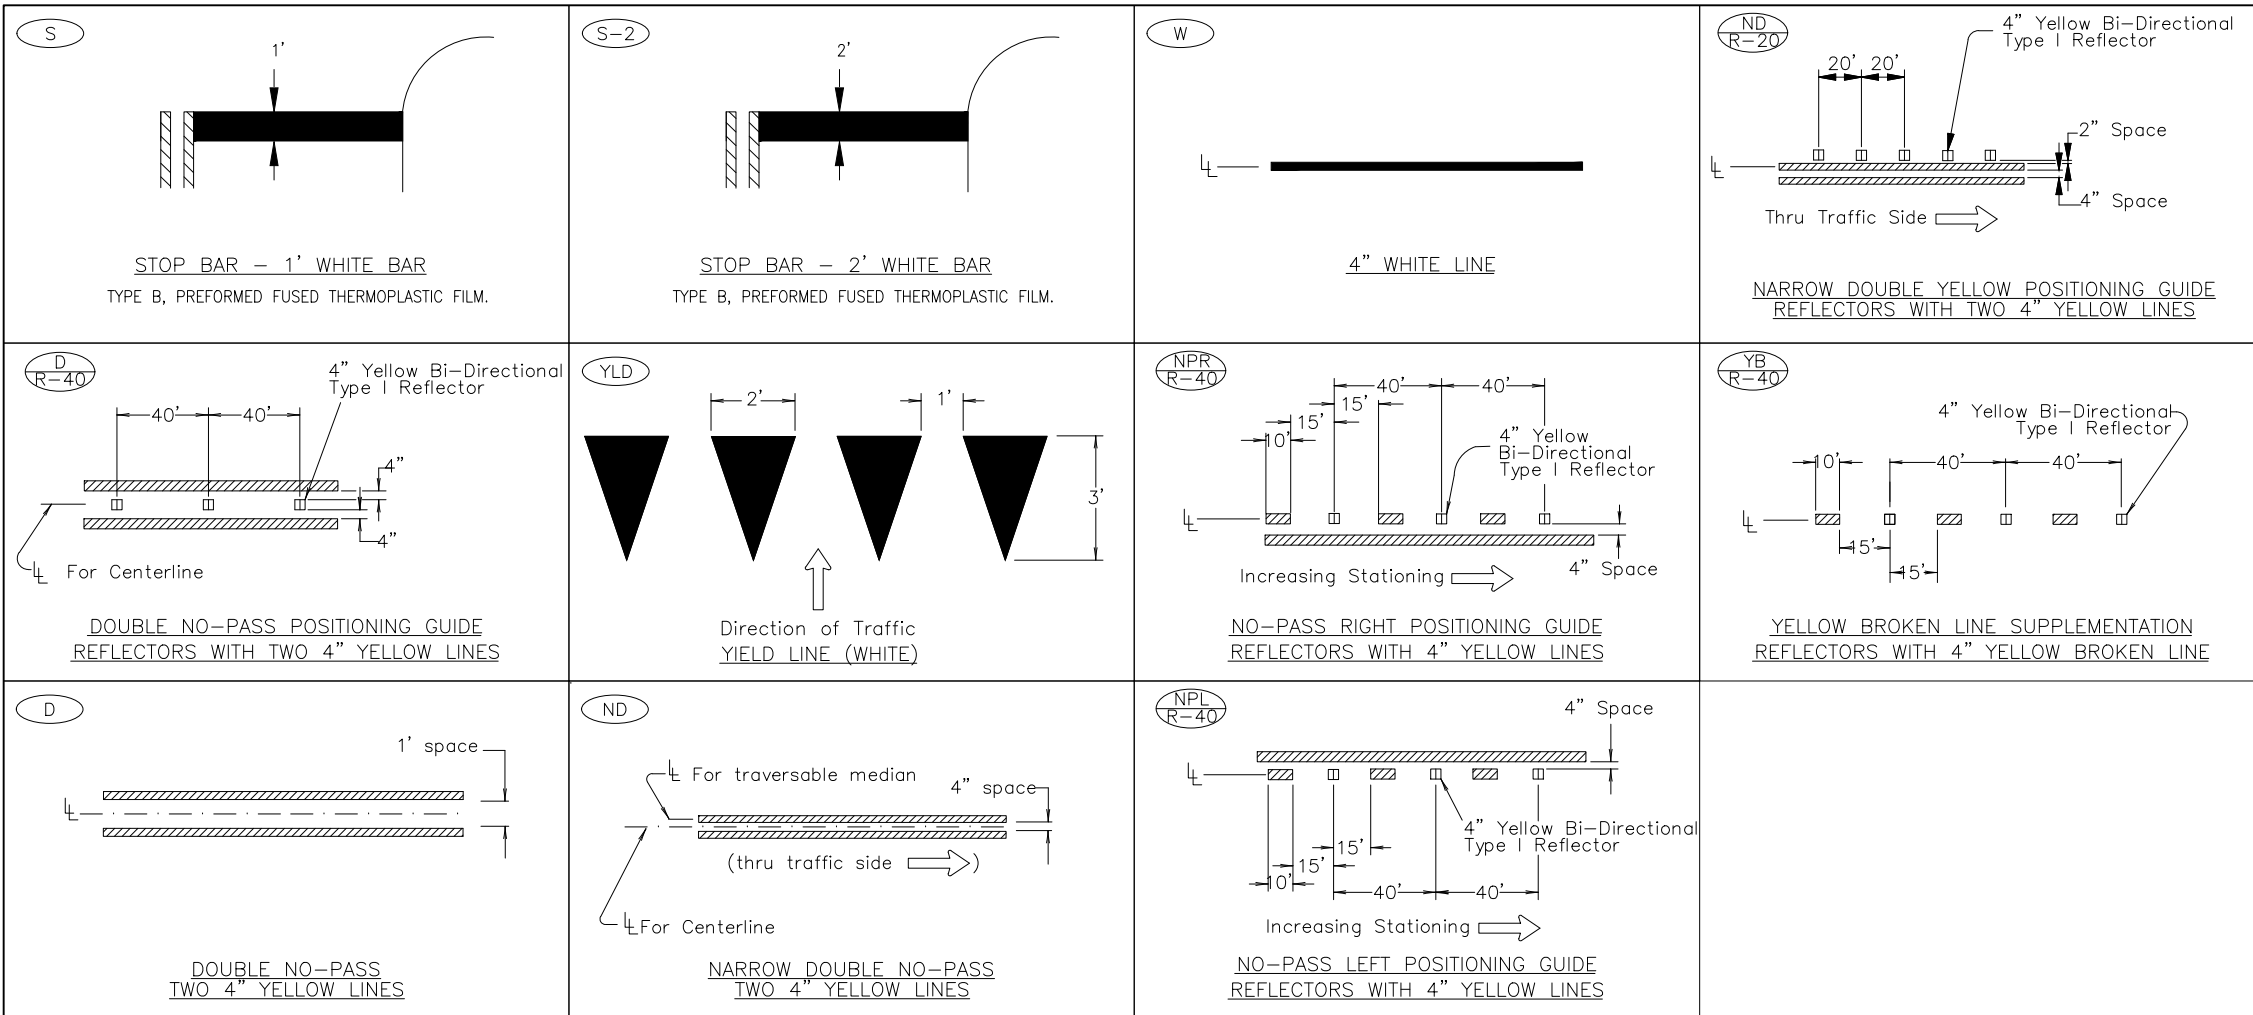 S
1'
STOP BAR – 1' WHITE BAR
TYPE B, PREFORMED FUSED THERMOPLASTIC FILM.
S–2
2'
STOP BAR – 2' WHITE BAR
TYPE B, PREFORMED FUSED THERMOPLASTIC FILM.
W
4" WHITE LINE
ND
R–20
4" Yellow Bi–Directional
Type I Reflector
20' 20'
2" Space
4" Space
Thru Traffic Side
NARROW DOUBLE YELLOW POSITIONING GUIDE
REFLECTORS WITH TWO 4" YELLOW LINES
D
R–40
4" Yellow Bi–Directional
Type I Reflector
40' 40'
4"
4"
For Centerline
DOUBLE NO–PASS POSITIONING GUIDE
REFLECTORS WITH TWO 4" YELLOW LINES
YLD
2' 1'
3'
Direction of Traffic
YIELD LINE (WHITE)
NPR
R–40
40' 40'
15'
15'
10'
4" Yellow
Bi–Directional
Type I Reflector
4" Space
Increasing Stationing
NO–PASS RIGHT POSITIONING GUIDE
REFLECTORS WITH 4" YELLOW LINES
YB
R–40
4" Yellow Bi–Directional
Type I Reflector
10' 40' 40'
15'
15'
YELLOW BROKEN LINE SUPPLEMENTATION
REFLECTORS WITH 4" YELLOW BROKEN LINE
D
1' space
DOUBLE NO–PASS
TWO 4" YELLOW LINES
ND
For traversable median
4" space
(thru traffic side )
For Centerline
NARROW DOUBLE NO–PASS
TWO 4" YELLOW LINES
NPL
R–40
4" Space
4" Yellow Bi–Directional
Type I Reflector
15'
15'
10'
40' 40'
Increasing Stationing
NO–PASS LEFT POSITIONING GUIDE
REFLECTORS WITH 4" YELLOW LINES